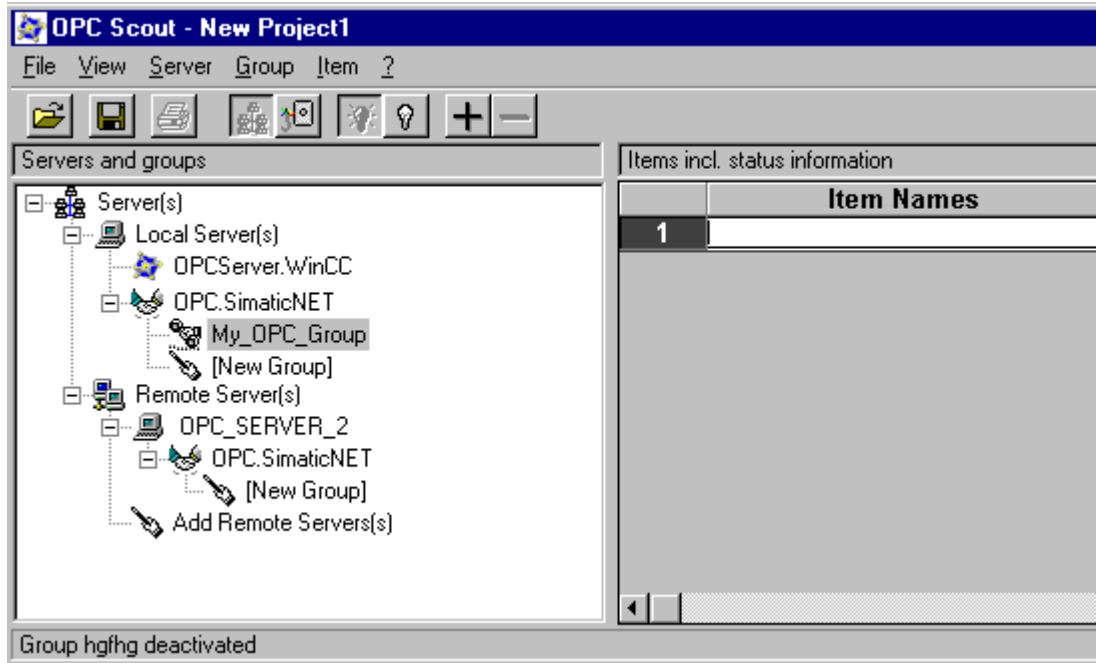 OPC Scout - New Project1
File View Server Group Item ?
Servers and groups
Items incl. status information
Server(s)
Local Server(s)
OPCServer.WinCC
OPC.SimaticNET
My_OPC_Group
[New Group]
Remote Server(s)
OPC_SERVER_2
OPC.SimaticNET
[New Group]
Add Remote Servers(s)
Item Names
1
Group hgfhg deactivated